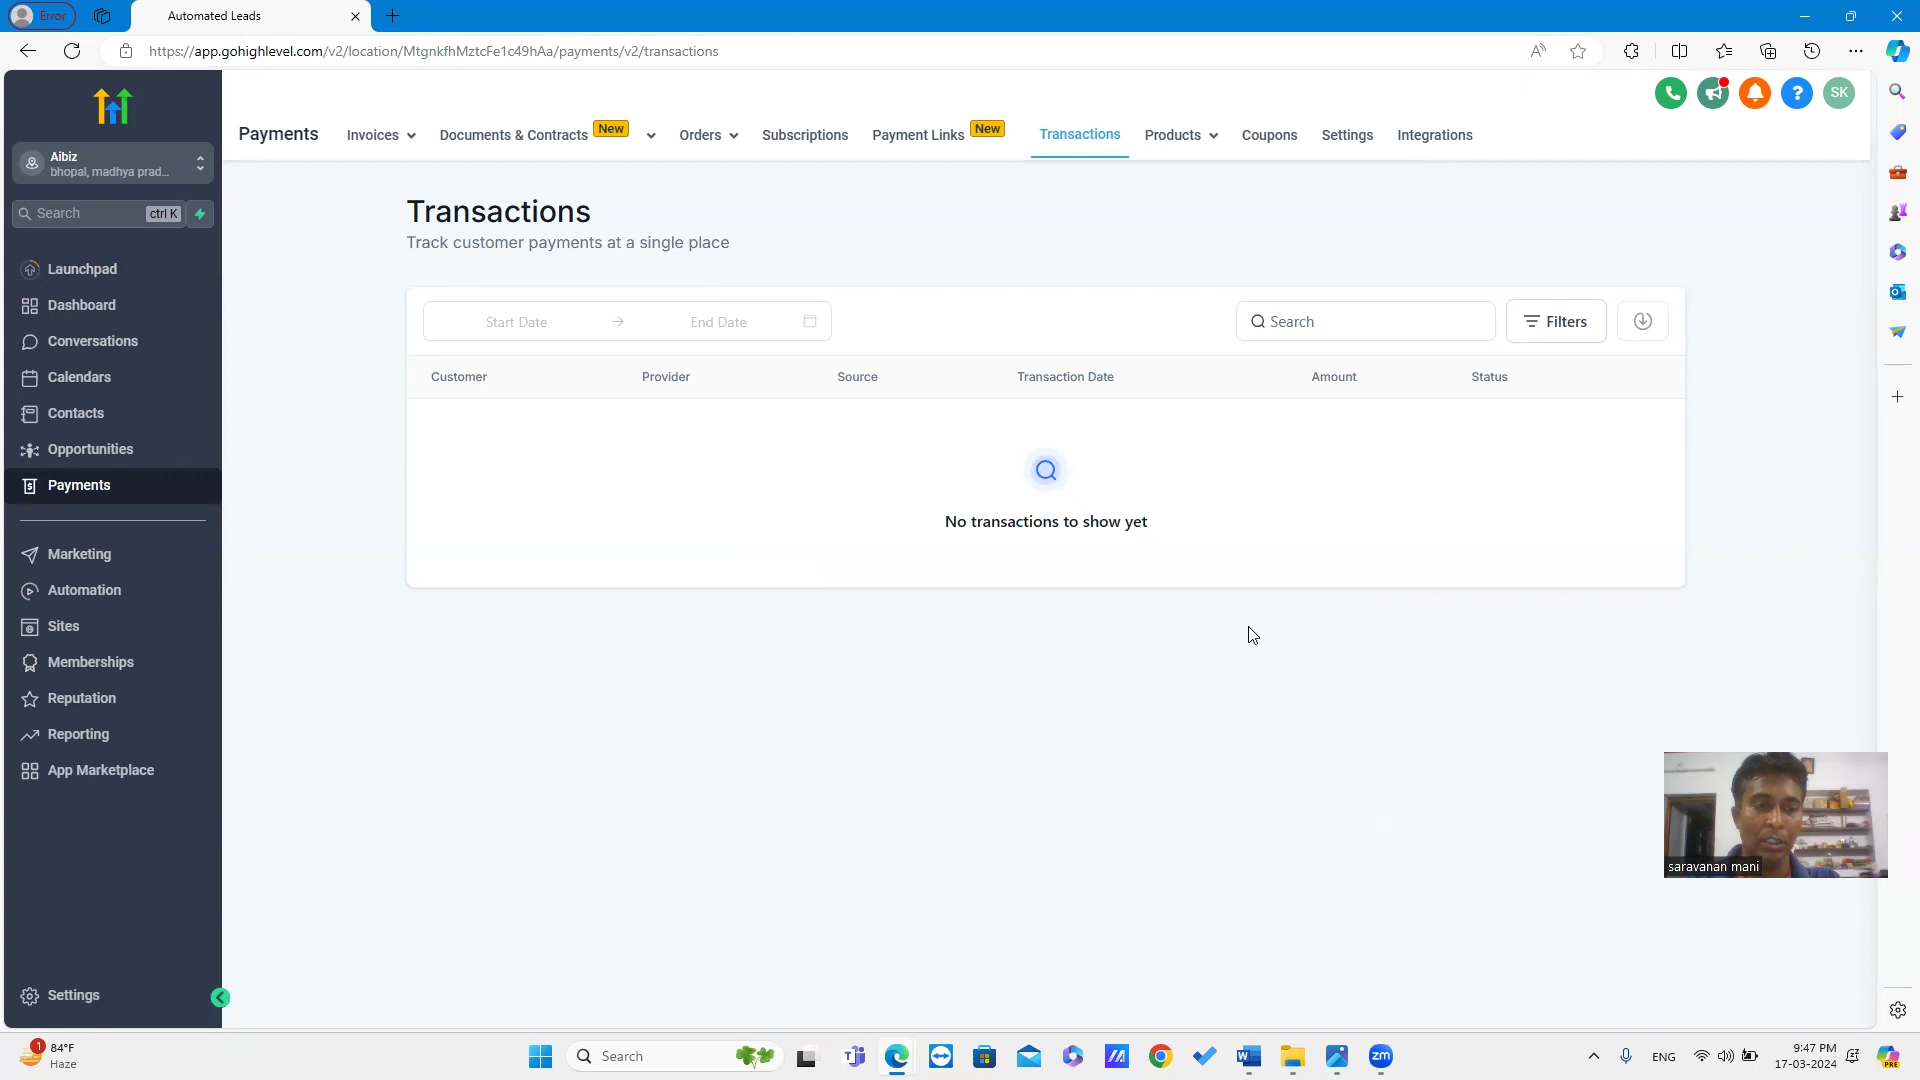 Error
Automated Leads
https://app.gohighlevel.com/v2/location/MtgnkfhMztcFe1c49hAa/payments/v2/transactions
Aibiz
bhopal, madhya prad...
Search ctrl K
Launchpad
Dashboard
Conversations
Calendars
Contacts
Opportunities
Payments
Marketing
Automation
Sites
Memberships
Reputation
Reporting
App Marketplace
Settings
SK
Payments Invoices Documents & Contracts New Orders Subscriptions Payment Links New Transactions Products Coupons Settings Integrations
Transactions
Track customer payments at a single place
Start Date → End Date Search Filters
Customer Provider Source Transaction Date Amount Status
No transactions to show yet
saravanan mani
1 84°F
Haze
Search
zm
ENG
9:47 PM
17-03-2024
PRE